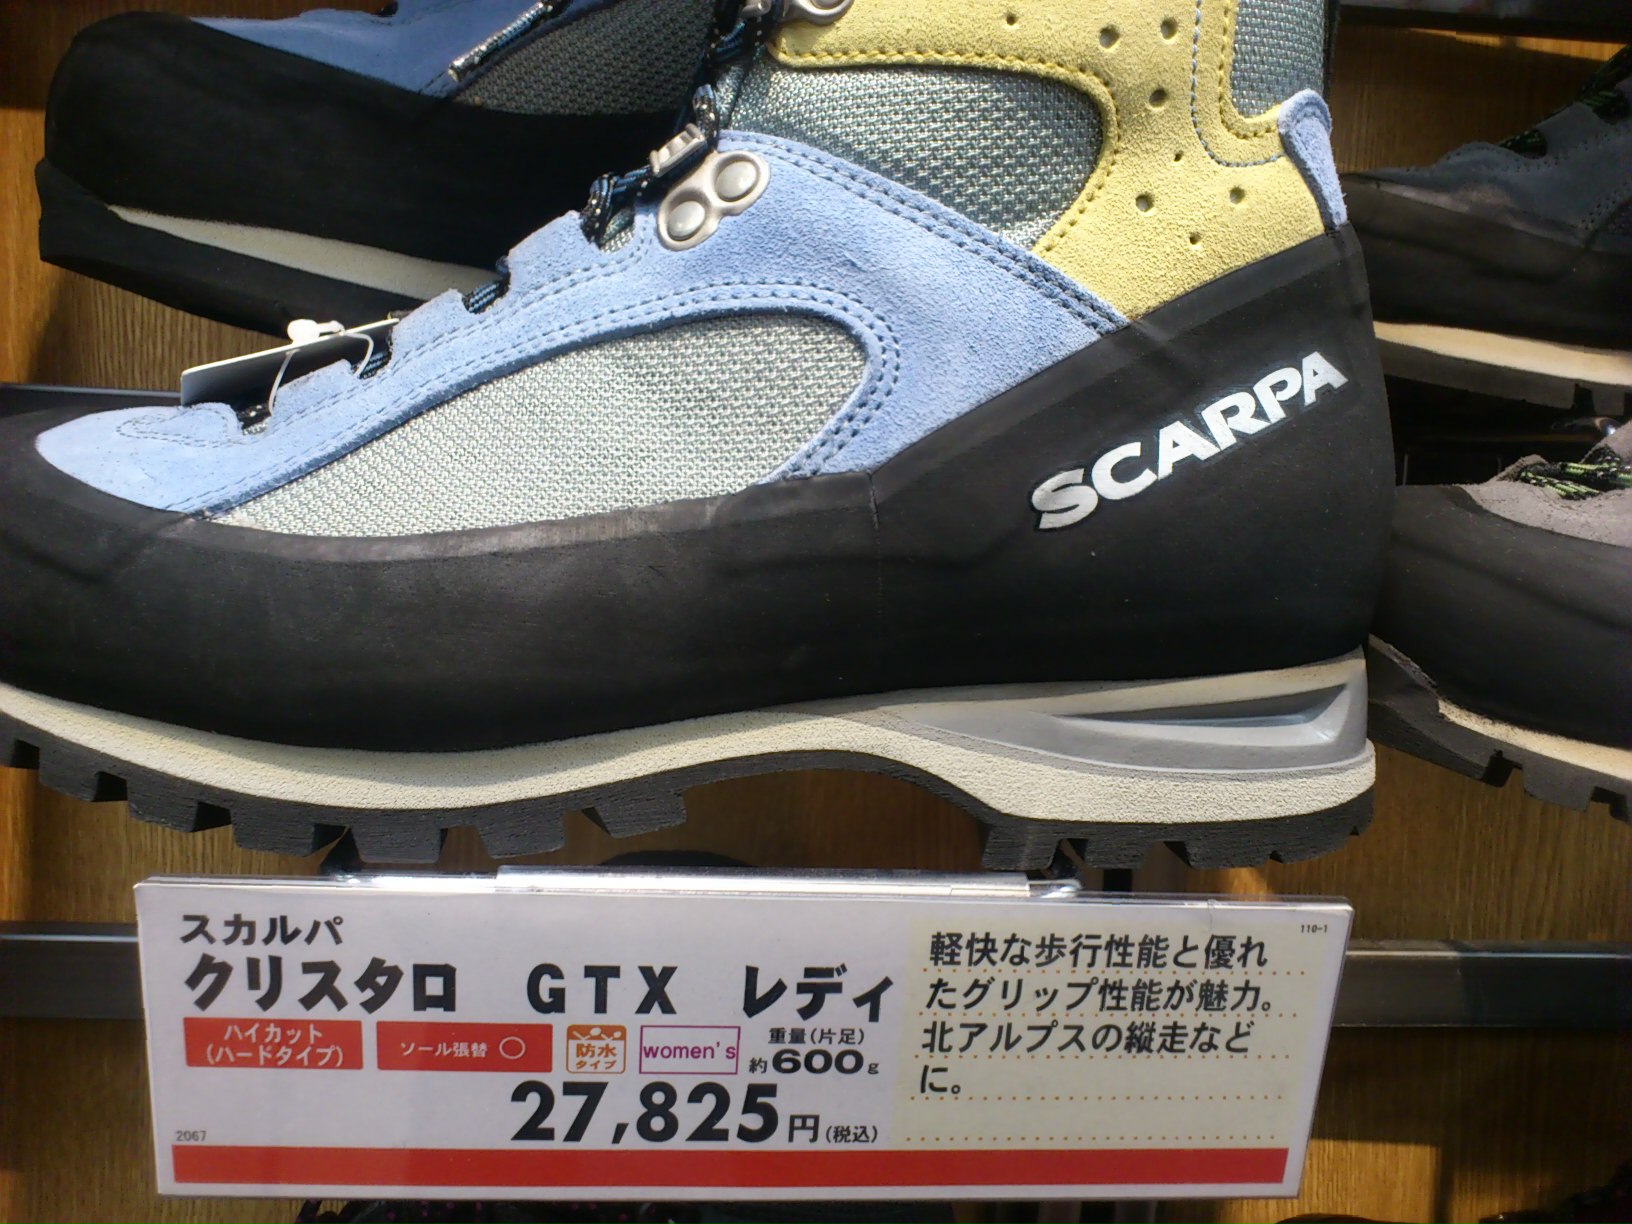 SCARPA
スカルパ
クリスタロ GTX レディ
ハイカット
(ハードタイプ)
ソール張替 ○
防水
タイプ
women's
重量(片足)
約600g
27,825円(税込)
2067
110-1
軽快な歩行性能と優れ
たグリップ性能が魅力。
北アルプスの縦走など
に。